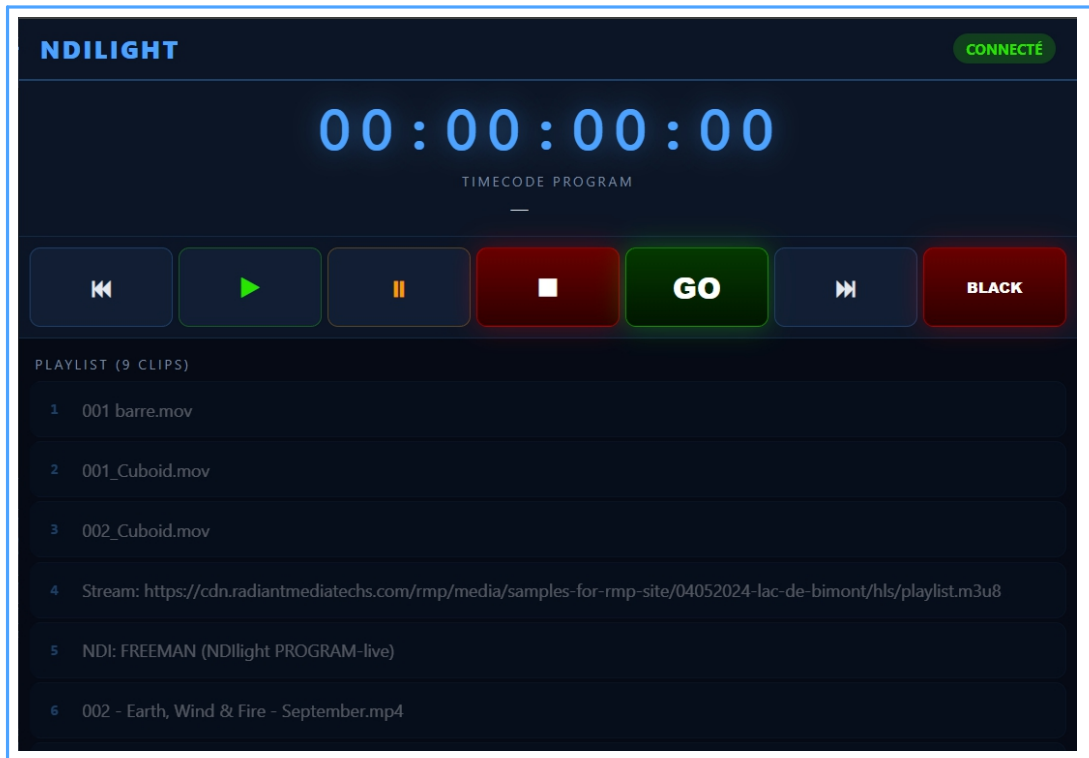 NDILIGHT
CONNECTÉ
00:00:00:00
TIMECODE PROGRAM
—
GO
BLACK
PLAYLIST (9 CLIPS)
1 001 barre.mov
2 001_Cuboid.mov
3 002_Cuboid.mov
4 Stream: https://cdn.radiantmediatechs.com/rmp/media/samples-for-rmp-site/04052024-lac-de-bimont/hls/playlist.m3u8
5 NDI: FREEMAN (NDIlight PROGRAM-live)
6 002 - Earth, Wind & Fire - September.mp4